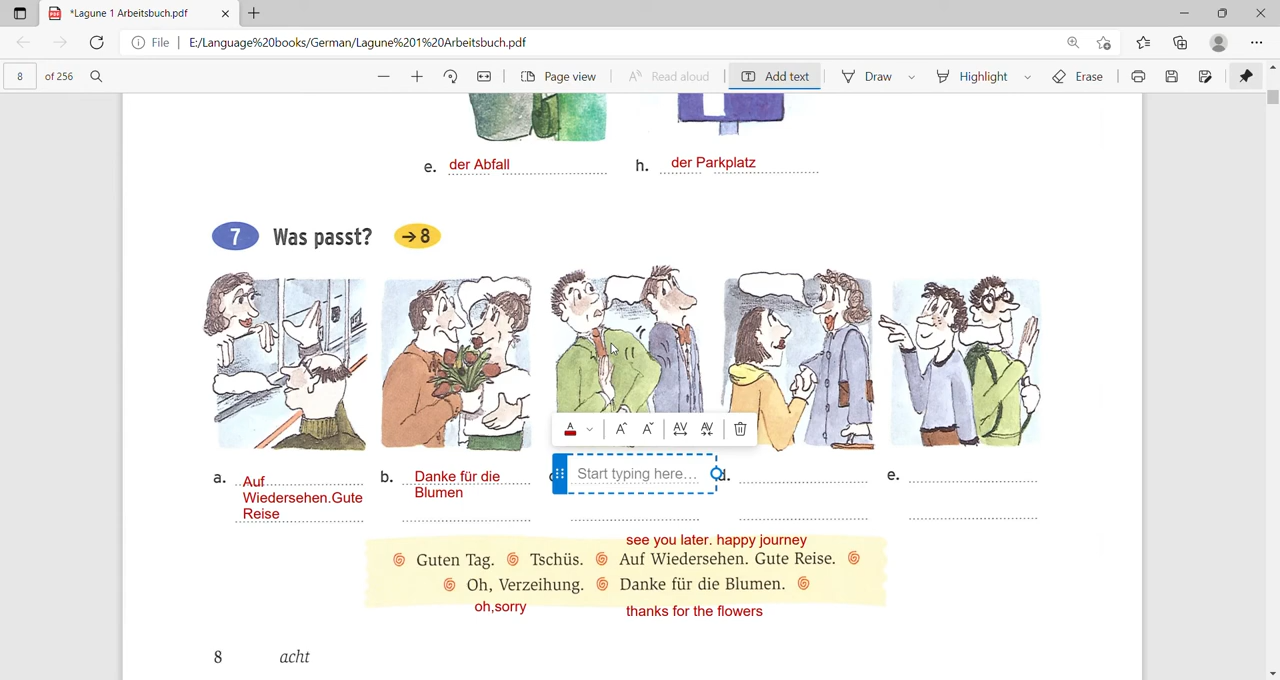 *Lagune 1 Arbeitsbuch.pdf
File | E:/Language%20books/German/Lagune%201%20Arbeitsbuch.pdf
8 of 256 Page view Read aloud Add text Draw Highlight Erase
e. der Abfall h. der Parkplatz
7 Was passt? → 8
a. Auf Wiedersehen.Gute Reise
b. Danke für die Blumen
Start typing here...
d.
e.
see you later. happy journey
Guten Tag. Tschüs. Auf Wiedersehen. Gute Reise.
Oh, Verzeihung. Danke für die Blumen.
oh,sorry thanks for the flowers
8 acht